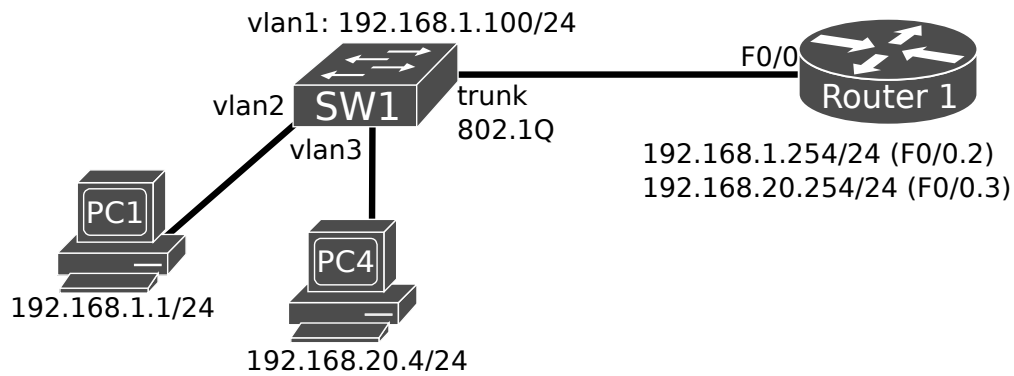 vlan1: 192.168.1.100/24
F0/0
SW1
Router 1
vlan2
trunk
802.1Q
vlan3
192.168.1.254/24 (F0/0.2)
192.168.20.254/24 (F0/0.3)
PC1
PC4
192.168.1.1/24
192.168.20.4/24